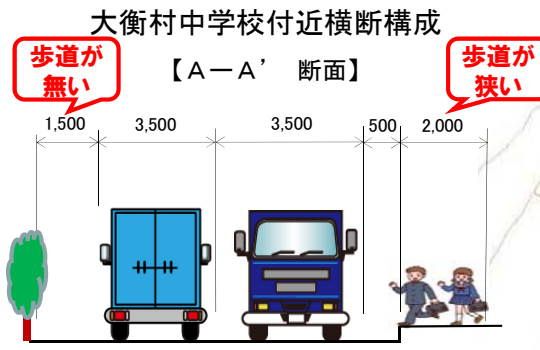 大衡村中学校付近横断構成
【A－A’　断面】
歩道が
無い
歩道が
狭い
1,500
3,500
3,500
500
2,000